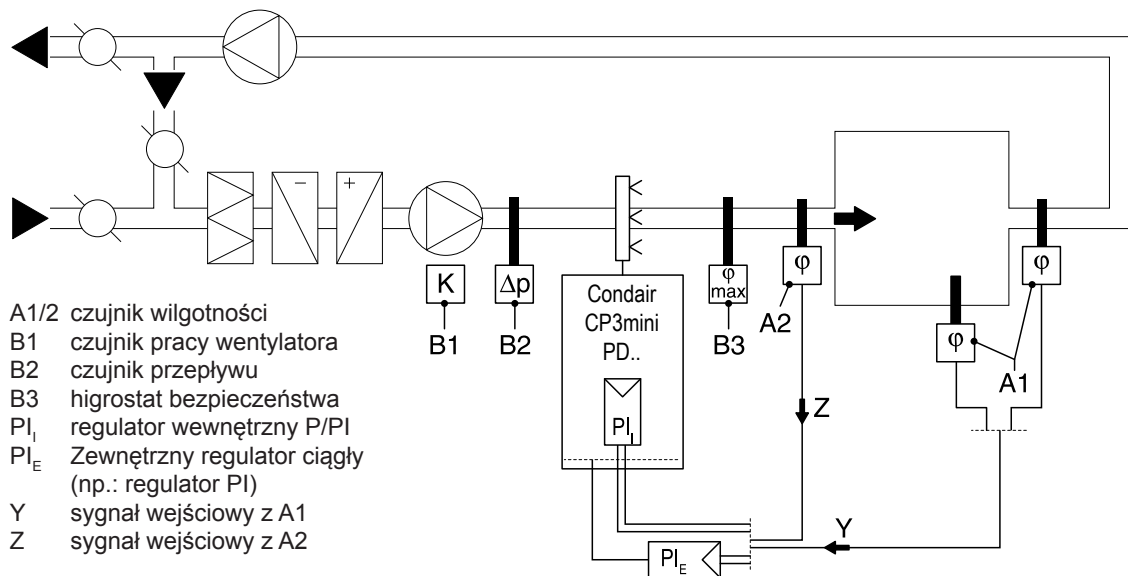 − +
K
Δp
φ
max
φ
φ
φ
B1
B2
B3
A2
A1
Condair
CP3mini
PD..
PI_I
Z
Y
PI_E
A1/2 czujnik wilgotności
B1 czujnik pracy wentylatora
B2 czujnik przepływu
B3 higrostat bezpieczeństwa
PI_I regulator wewnętrzny P/PI
PI_E Zewnętrzny regulator ciągły
(np.: regulator PI)
Y sygnał wejściowy z A1
Z sygnał wejściowy z A2